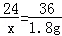 24/x = 36/1.8g